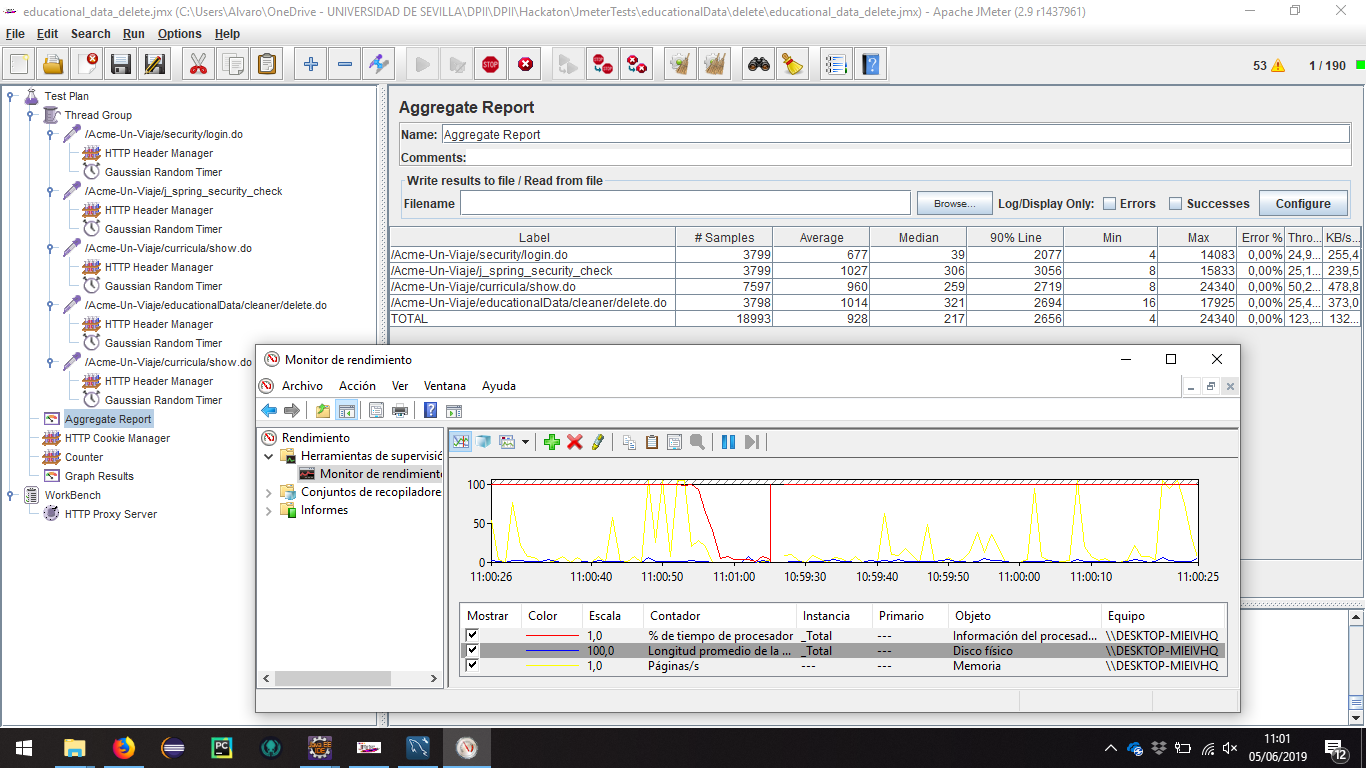 educational_data_delete.jmx (C:\Users\Alvaro\OneDrive - UNIVERSIDAD DE SEVILLA\DPII\DPII\Hackaton\JmeterTests\educationalData\delete\educational_data_delete.jmx) - Apache JMeter (2.9 r1437961)
File Edit Search Run Options Help
53 1 / 190
Test Plan
Thread Group
/Acme-Un-Viaje/security/login.do
HTTP Header Manager
Gaussian Random Timer
/Acme-Un-Viaje/j_spring_security_check
HTTP Header Manager
Gaussian Random Timer
/Acme-Un-Viaje/curricula/show.do
HTTP Header Manager
Gaussian Random Timer
/Acme-Un-Viaje/educationalData/cleaner/delete.do
HTTP Header Manager
Gaussian Random Timer
/Acme-Un-Viaje/curricula/show.do
HTTP Header Manager
Gaussian Random Timer
Aggregate Report
HTTP Cookie Manager
Counter
Graph Results
WorkBench
HTTP Proxy Server
Aggregate Report
Name: Aggregate Report
Comments:
Write results to file / Read from file
Filename Browse... Log/Display Only: Errors Successes Configure
Label # Samples Average Median 90% Line Min Max Error % Thro... KB/s...
/Acme-Un-Viaje/security/login.do 3799 677 39 2077 4 14083 0,00% 24,9... 255,4
/Acme-Un-Viaje/j_spring_security_check 3799 1027 306 3056 8 15833 0,00% 25,1... 239,5
/Acme-Un-Viaje/curricula/show.do 7597 960 259 2719 8 24340 0,00% 50,2... 478,8
/Acme-Un-Viaje/educationalData/cleaner/delete.do 3798 1014 321 2694 16 17925 0,00% 25,4... 373,0
TOTAL 18993 928 217 2656 4 24340 0,00% 123,... 132...
Monitor de rendimiento
Archivo Acción Ver Ventana Ayuda
Rendimiento
Herramientas de supervisió
Monitor de rendimiento
Conjuntos de recopiladore
Informes
100
50
0
11:00:26 11:00:40 11:00:50 11:01:00 10:59:30 10:59:40 10:59:50 11:00:00 11:00:10 11:00:25
Mostrar Color Escala Contador Instancia Primario Objeto Equipo
1,0 % de tiempo de procesador _Total --- Información del procesad... \\DESKTOP-MIEIVHQ
100,0 Longitud promedio de la ... _Total --- Disco físico \\DESKTOP-MIEIVHQ
1,0 Páginas/s --- --- Memoria \\DESKTOP-MIEIVHQ
PC
11:01
05/06/2019
12